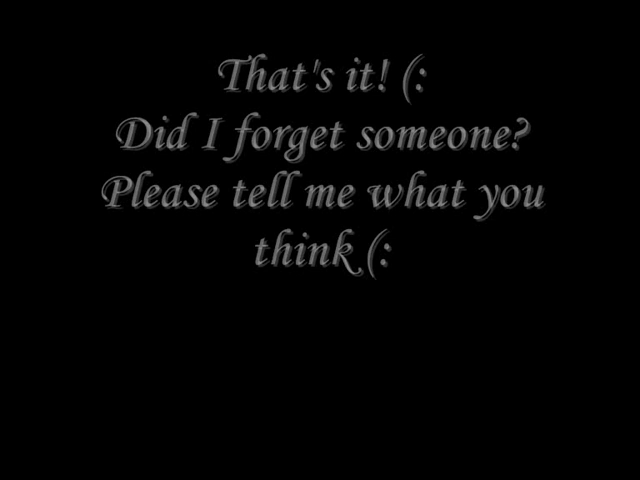 That's it! (:
Did I forget someone?
Please tell me what you
think (: